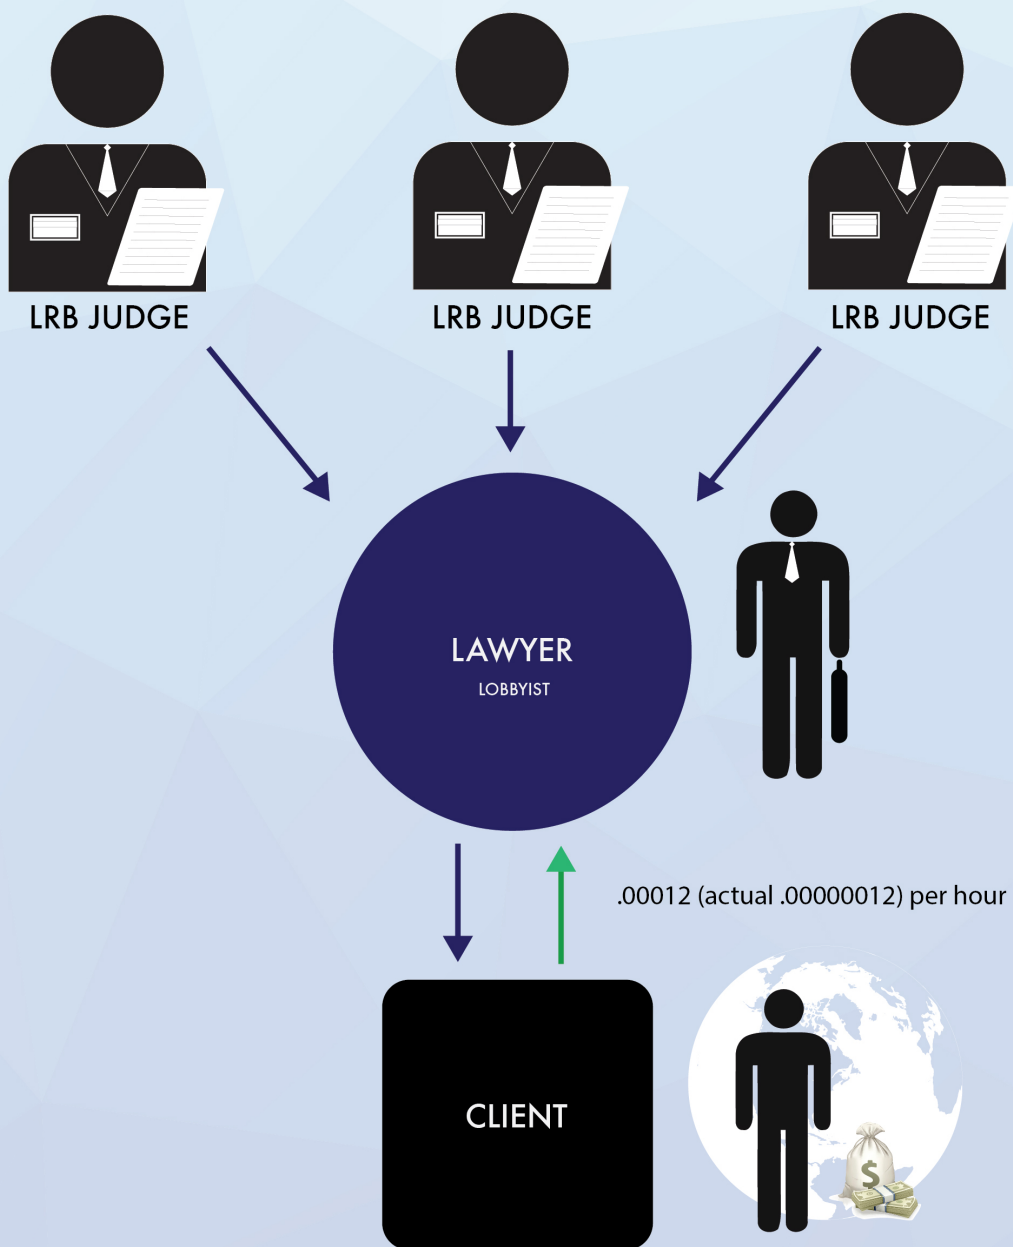 LRB JUDGE
LRB JUDGE
LRB JUDGE
LAWYER
LOBBYIST
.00012 (actual .00000012) per hour
CLIENT
$